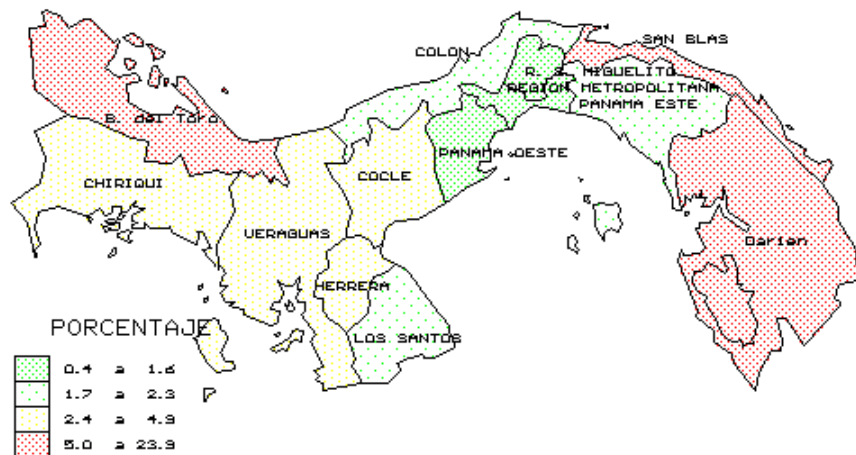 SAN BLAS
COLON
R. S. MIGUELITO
REGION METROPOLITANA
PANAMA ESTE
B. del Toro
PANAMA OESTE
COCLE
CHIRIQUI
VERAGUAS
Darien
HERRERA
LOS SANTOS
PORCENTAJE
0.4 a 1.6
1.7 a 2.3
2.4 a 4.9
5.0 a 23.9